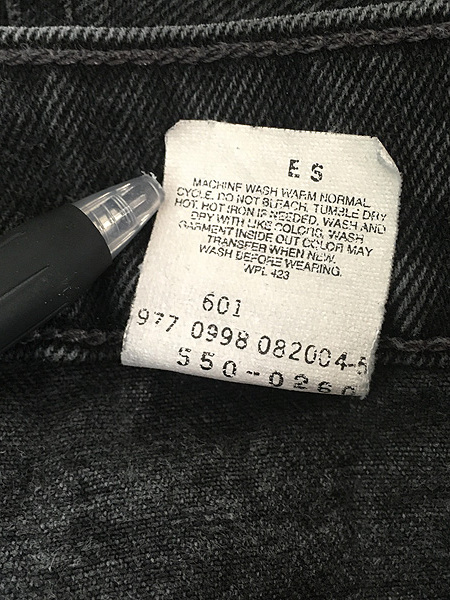 E S
MACHINE WASH WARM NORMAL
CYCLE. DO NOT BLEACH. TUMBLE DRY
HOT. HOT IRON IF NEEDED. WASH AND
DRY WITH LIKE COLORS. WASH
GARMENT INSIDE OUT. COLOR MAY
TRANSFER WHEN NEW.
WASH BEFORE WEARING.
WPL 423
601
977 0998 082004-5
550-0260